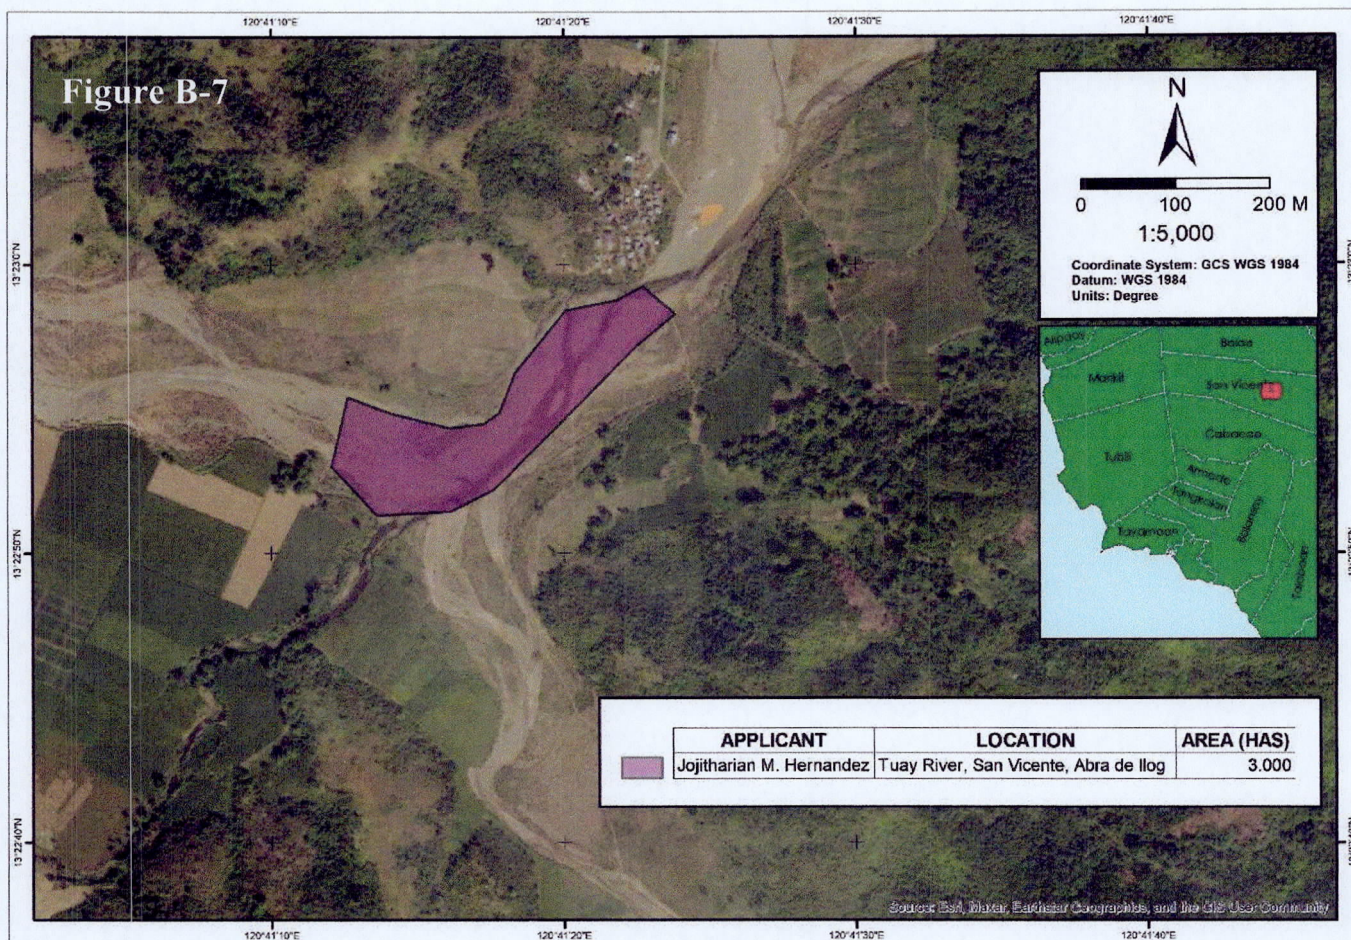 120°41'10"E 120°41'20"E 120°41'30"E 120°41'40"E
Figure B-7
N
0 100 200 M
1:5,000
Coordinate System: GCS WGS 1984
Datum: WGS 1984
Units: Degree
13°23'0"N
13°22'50"N
13°22'40"N
Balao
Maskil
San Vicente
Cabacao
Tubili
Armado
Tangkalan
Balansay
Tayamaan
APPLICANT LOCATION AREA (HAS)
Jojitharian M. Hernandez Tuay River, San Vicente, Abra de Ilog 3.000
Source: Esri, Maxar, Earthstar Geographics, and the GIS User Community
120°41'10"E 120°41'20"E 120°41'30"E 120°41'40"E